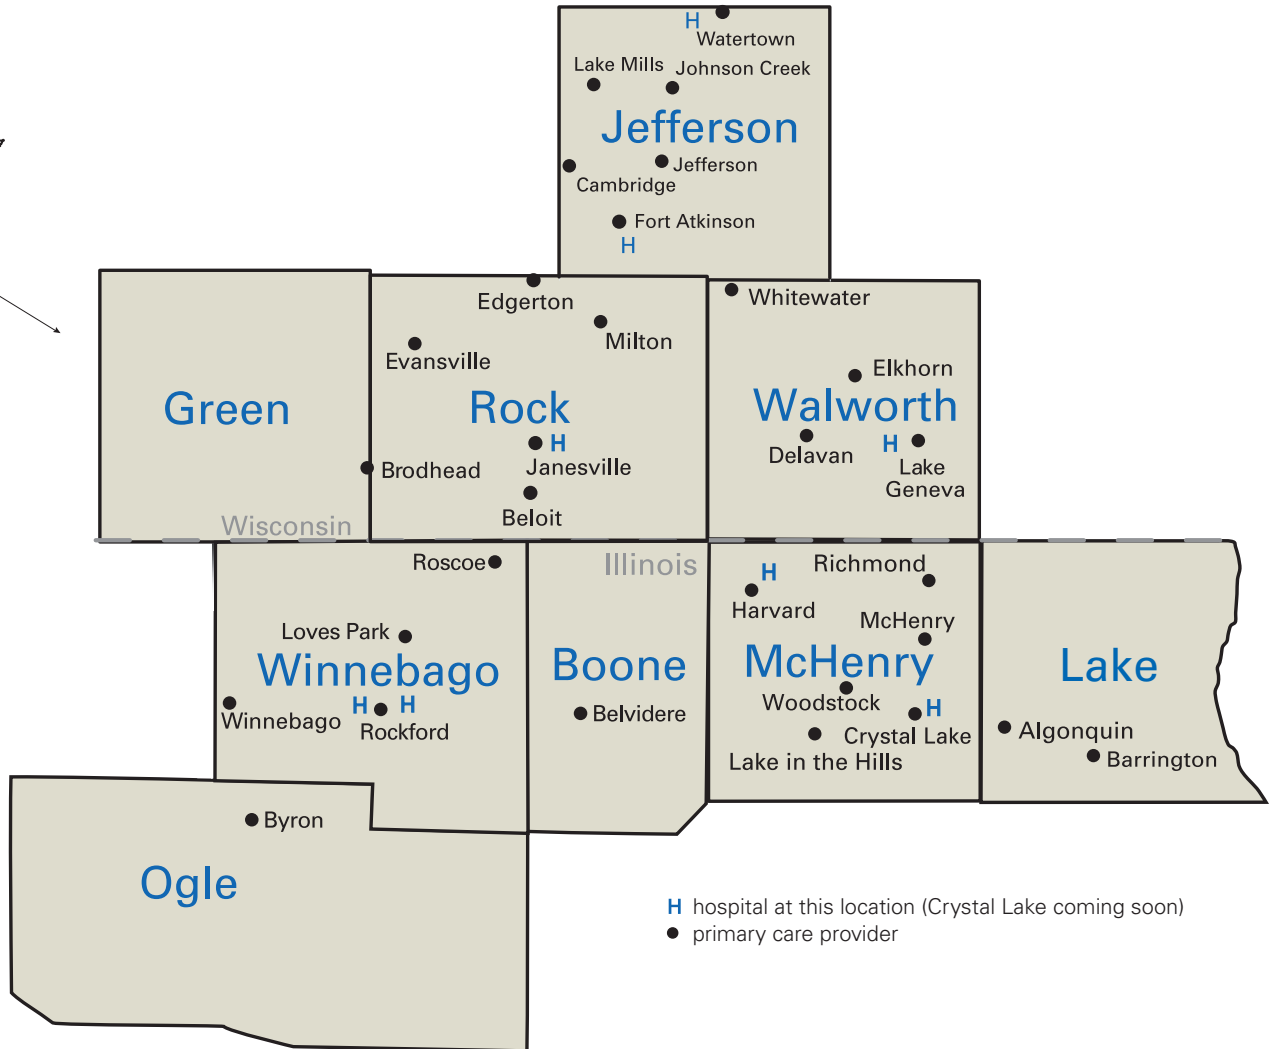 H
Watertown
Lake Mills
Johnson Creek
Jefferson
Jefferson
Cambridge
Fort Atkinson
H
Edgerton
Whitewater
Milton
Evansville
Elkhorn
Green
Rock
Walworth
H
Janesville
Delavan
H
Lake
Geneva
Brodhead
Beloit
Wisconsin
Illinois
Roscoe
H
Harvard
Richmond
McHenry
Loves Park
Winnebago
Boone
McHenry
Lake
Winnebago
H
H
Rockford
Belvidere
Woodstock
H
Crystal Lake
Lake in the Hills
Algonquin
Barrington
Byron
Ogle
H hospital at this location (Crystal Lake coming soon)
primary care provider